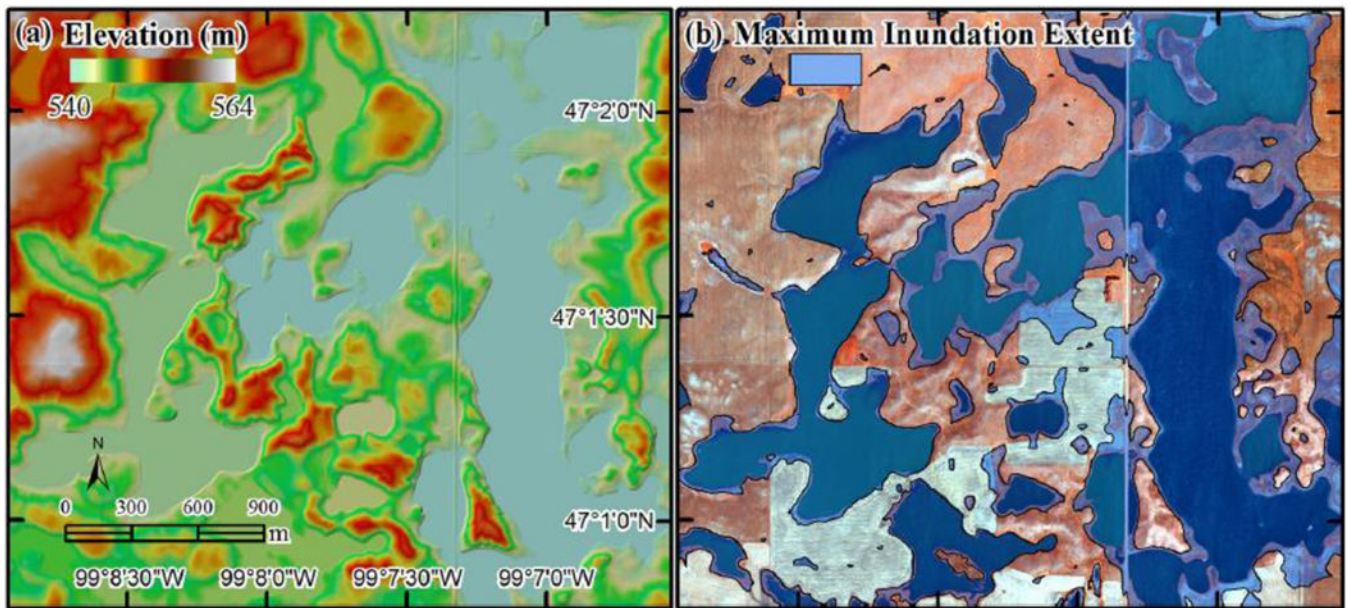 (a) Elevation (m)
540 564
47°2'0"N
47°1'30"N
N
0 300 600 900
m
47°1'0"N
99°8'30"W 99°8'0"W 99°7'30"W 99°7'0"W
(b) Maximum Inundation Extent